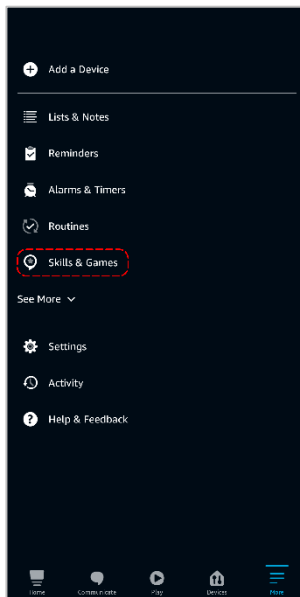 Add a Device
Lists & Notes
Reminders
Alarms & Timers
Routines
Skills & Games
See More
Settings
Activity
Help & Feedback
Home Communicate Play Devices More